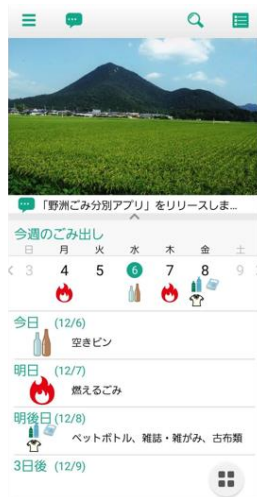 「野洲ごみ分別アプリ」をリリースしま...
今週のごみ出し
日 月 火 水 木 金 土
3 4 5 6 7 8 9
今日 (12/6)
空きビン
明日 (12/7)
燃えるごみ
明後日 (12/8)
ペットボトル、雑誌・雑がみ、古布類
3日後 (12/9)